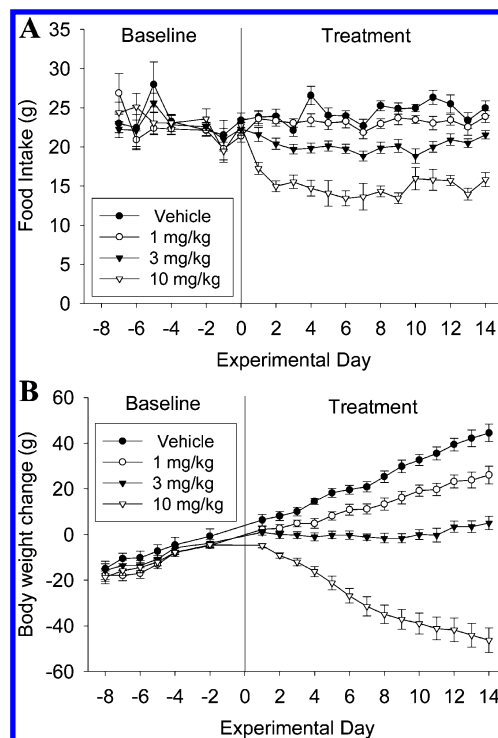 A
Baseline Treatment
35
30
25
20
15
10
5
0
Food Intake (g)
Vehicle
1 mg/kg
3 mg/kg
10 mg/kg
-8 -6 -4 -2 0 2 4 6 8 10 12 14
Experimental Day
B
Baseline Treatment
60
40
20
0
-20
-40
-60
Body weight change (g)
Vehicle
1 mg/kg
3 mg/kg
10 mg/kg
-8 -6 -4 -2 0 2 4 6 8 10 12 14
Experimental Day